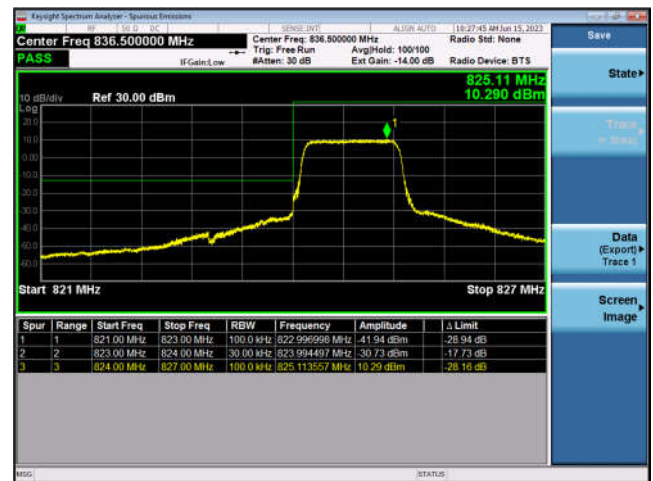 Keysight Spectrum Analyzer - Spurious Emissions
RF 50 Ω DC SENSE:INT ALIGN AUTO 10:27:45 AM Jun 15, 2023
Center Freq 836.500000 MHz Center Freq: 836.500000 MHz Radio Std: None Save
Trig: Free Run Avg|Hold: 100/100
PASS IFGain:Low #Atten: 30 dB Ext Gain: -14.00 dB Radio Device: BTS
State
825.11 MHz
10 dB/div Ref 30.00 dBm 10.290 dBm
Log
20.0
1
10.0
Trace
0.00
10.0
20.0
30.0
40.0
Data
(Export)
Trace 1
60.0
60.0
Start 821 MHz Stop 827 MHz
Screen
Image
Spur Range Start Freq Stop Freq RBW Frequency Amplitude Δ Limit
1 1 821.00 MHz 823.00 MHz 100.0 kHz 822.996998 MHz -41.94 dBm -28.94 dB
2 2 823.00 MHz 824.00 MHz 30.00 kHz 823.994497 MHz -30.73 dBm -17.73 dB
3 3 824.00 MHz 827.00 MHz 100.0 kHz 825.113557 MHz 10.29 dBm -28.16 dB
MSG STATUS